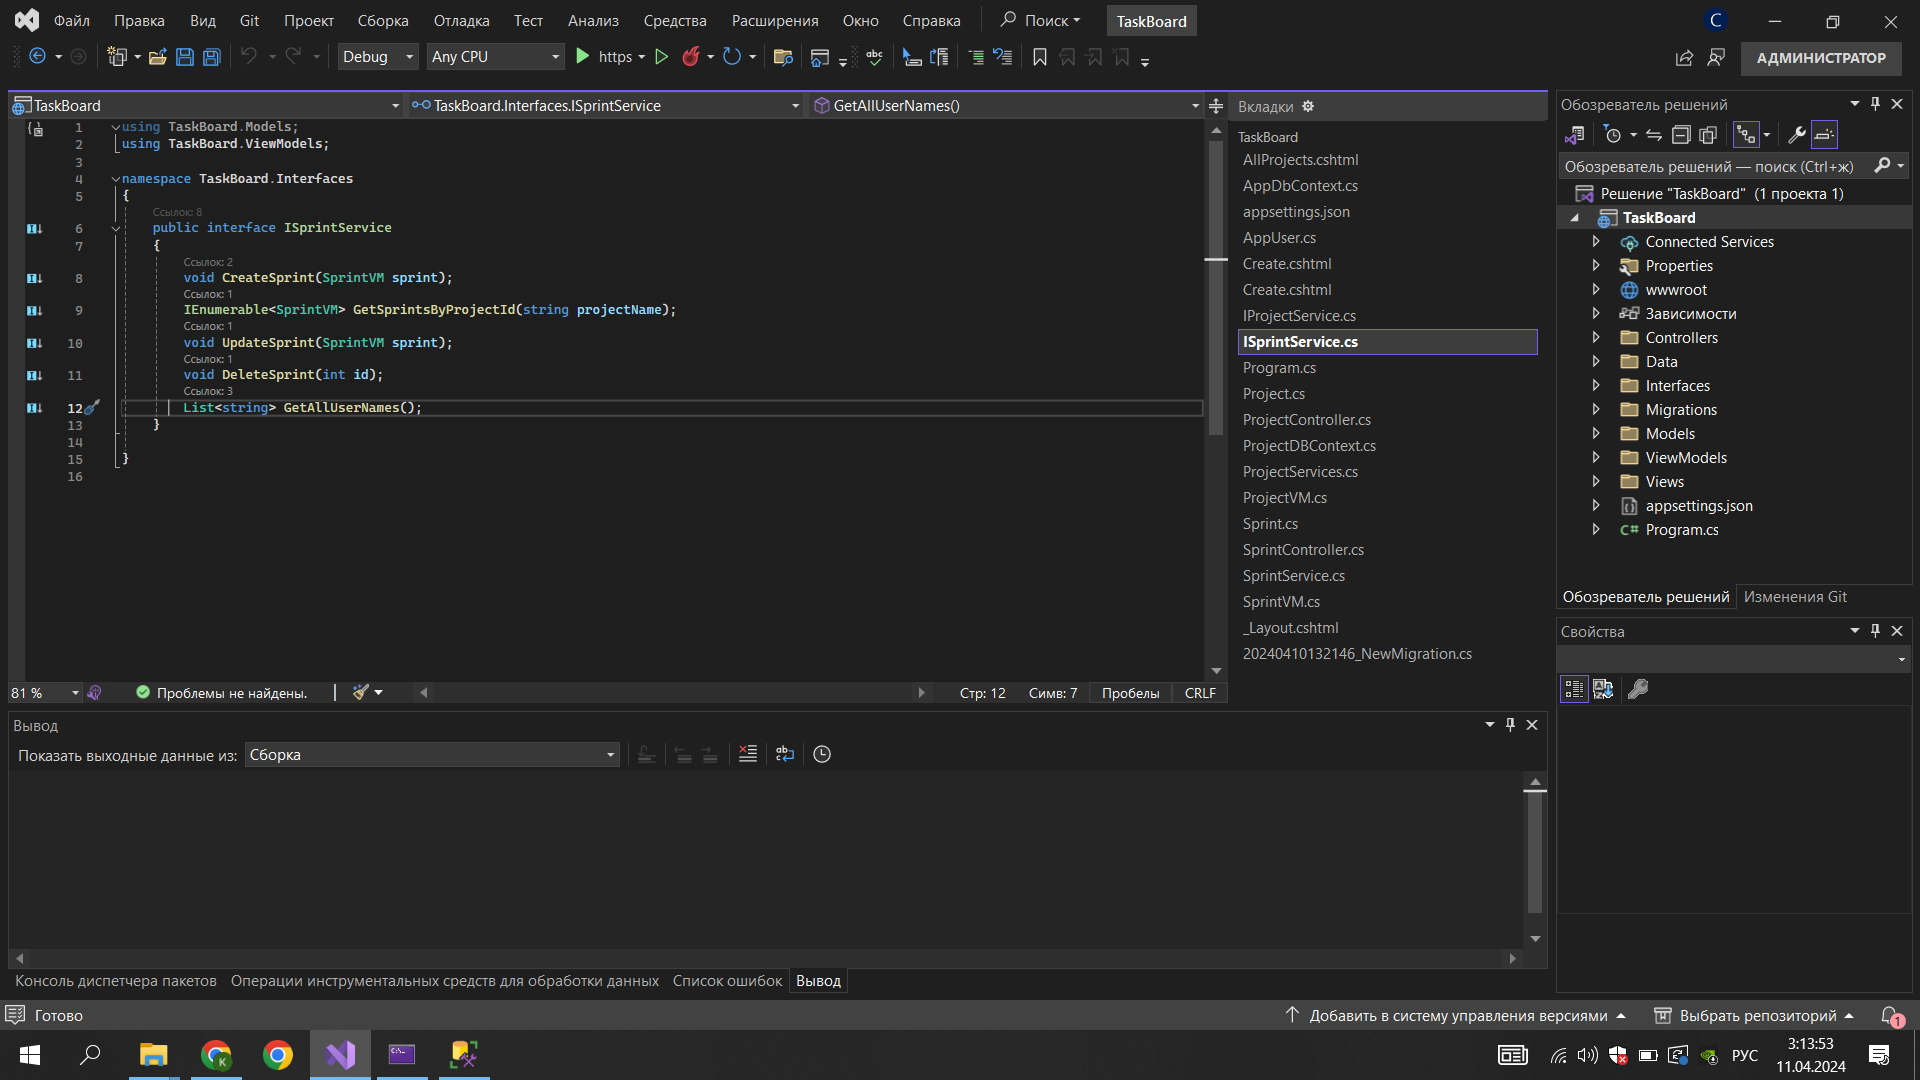 Файл Правка Вид Git Проект Сборка Отладка Тест Анализ Средства Расширения Окно Справка Поиск TaskBoard C
Debug Any CPU https abc АДМИНИСТРАТОР
TaskBoard TaskBoard.Interfaces.ISprintService GetAllUserNames()
1 using TaskBoard.Models;
2 using TaskBoard.ViewModels;
3
4 namespace TaskBoard.Interfaces
5 {
Ссылок: 8
6 public interface ISprintService
7 {
Ссылок: 2
8 void CreateSprint(SprintVM sprint);
Ссылок: 1
9 IEnumerable<SprintVM> GetSprintsByProjectId(string projectName);
Ссылок: 1
10 void UpdateSprint(SprintVM sprint);
Ссылок: 1
11 void DeleteSprint(int id);
Ссылок: 3
12 List<string> GetAllUserNames();
13 }
14
15 }
16
81 % Проблемы не найдены. Стр: 12 Симв: 7 Пробелы CRLF
Вкладки
TaskBoard
AllProjects.cshtml
AppDbContext.cs
appsettings.json
AppUser.cs
Create.cshtml
Create.cshtml
IProjectService.cs
ISprintService.cs
Program.cs
Project.cs
ProjectController.cs
ProjectDBContext.cs
ProjectServices.cs
ProjectVM.cs
Sprint.cs
SprintController.cs
SprintService.cs
SprintVM.cs
_Layout.cshtml
20240410132146_NewMigration.cs
Обозреватель решений
Обозреватель решений — поиск (Ctrl+ж)
Решение "TaskBoard" (1 проекта 1)
TaskBoard
Connected Services
Properties
wwwroot
Зависимости
Controllers
Data
Interfaces
Migrations
Models
ViewModels
Views
appsettings.json
C# Program.cs
Обозреватель решений Изменения Git
Свойства
Вывод
Показать выходные данные из: Сборка
Консоль диспетчера пакетов Операции инструментальных средств для обработки данных Список ошибок Вывод
Готово Добавить в систему управления версиями Выбрать репозиторий 1
K РУС 3:13:53
11.04.2024